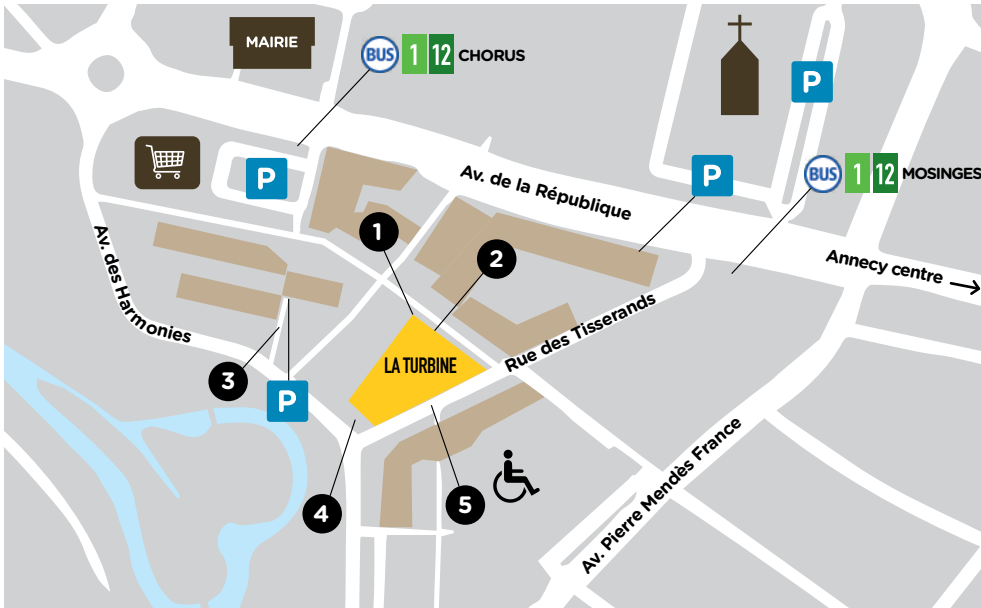 MAIRIE
BUS 1 12 CHORUS
P
P
P
BUS 1 12 MOSINGES
Av. de la République
Av. des Harmonies
1
2
Annecy centre
Rue des Tisserands
LA TURBINE
3
P
4
5
Av. Pierre Mendès France